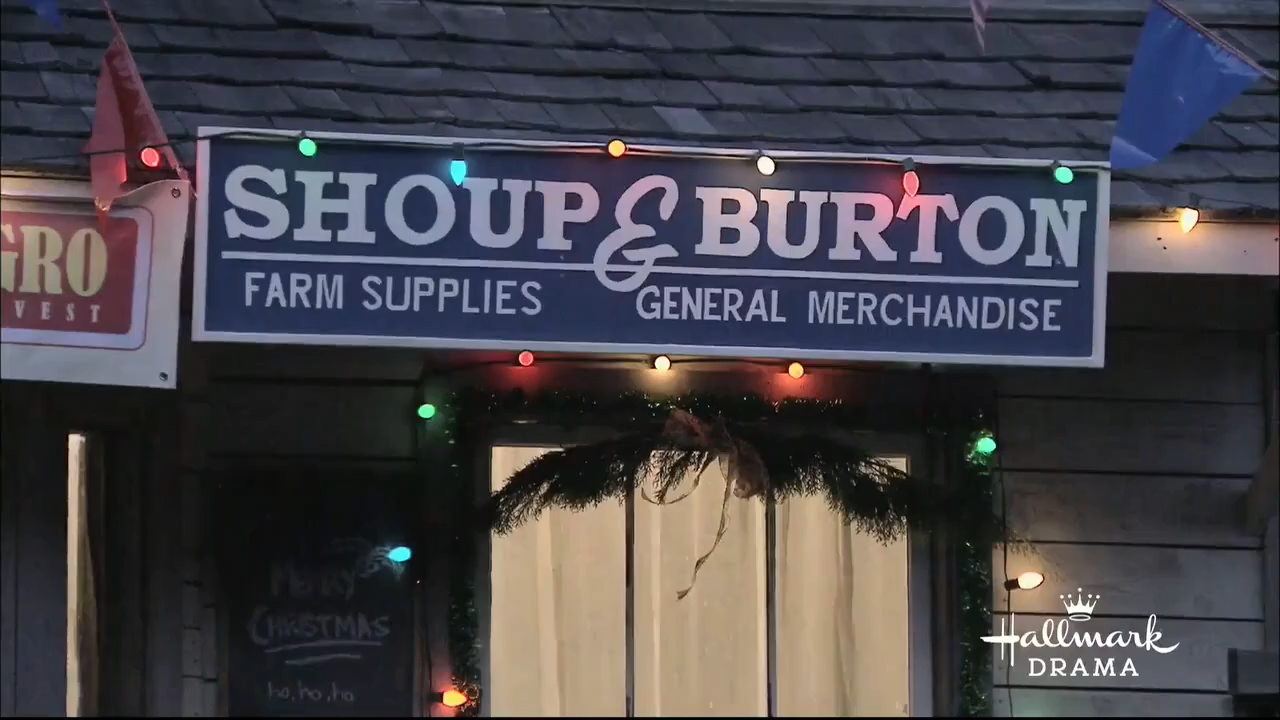 SHOUP & BURTON
FARM SUPPLIES GENERAL MERCHANDISE
GRO
VEST
MERRY
CHRISTMAS
ho, ho, ho
Hallmark
DRAMA